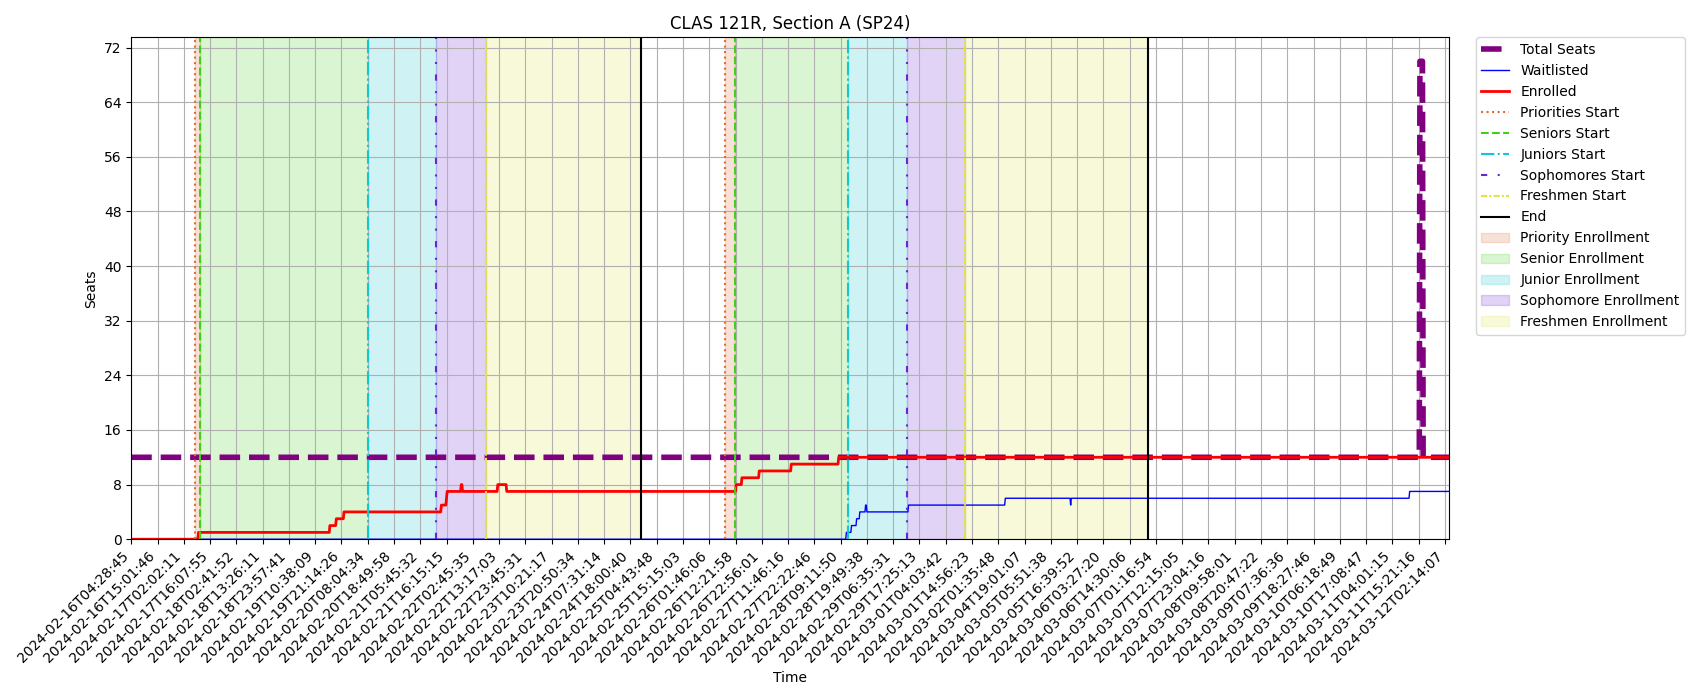 CLAS 121R, Section A (SP24)
Seats
72
64
56
48
40
32
24
16
8
0
2024-02-16T04:28:45
2024-02-16T15:01:46
2024-02-17T02:02:11
2024-02-17T16:07:55
2024-02-18T02:41:52
2024-02-18T13:26:11
2024-02-18T23:57:41
2024-02-19T10:38:09
2024-02-19T21:14:26
2024-02-20T08:04:34
2024-02-20T18:49:58
2024-02-21T05:45:32
2024-02-21T16:15:15
2024-02-22T02:45:35
2024-02-22T13:17:03
2024-02-22T23:45:31
2024-02-23T10:21:17
2024-02-23T20:50:34
2024-02-24T07:31:14
2024-02-24T18:00:40
2024-02-25T04:43:48
2024-02-25T15:15:03
2024-02-26T01:46:06
2024-02-26T12:21:58
2024-02-26T22:56:01
2024-02-27T11:46:16
2024-02-27T22:22:46
2024-02-28T09:11:50
2024-02-28T19:49:38
2024-02-29T06:35:31
2024-02-29T17:25:13
2024-03-01T04:03:42
2024-03-01T14:56:23
2024-03-02T01:35:48
2024-03-04T19:01:07
2024-03-05T05:51:38
2024-03-05T16:39:52
2024-03-06T03:27:20
2024-03-06T14:30:06
2024-03-07T01:16:54
2024-03-07T12:15:05
2024-03-07T23:04:16
2024-03-08T09:58:01
2024-03-08T20:47:22
2024-03-09T07:36:36
2024-03-09T18:27:46
2024-03-10T06:18:49
2024-03-10T17:08:47
2024-03-11T04:01:15
2024-03-11T15:21:16
2024-03-12T02:14:07
Time
Total Seats
Waitlisted
Enrolled
Priorities Start
Seniors Start
Juniors Start
Sophomores Start
Freshmen Start
End
Priority Enrollment
Senior Enrollment
Junior Enrollment
Sophomore Enrollment
Freshmen Enrollment